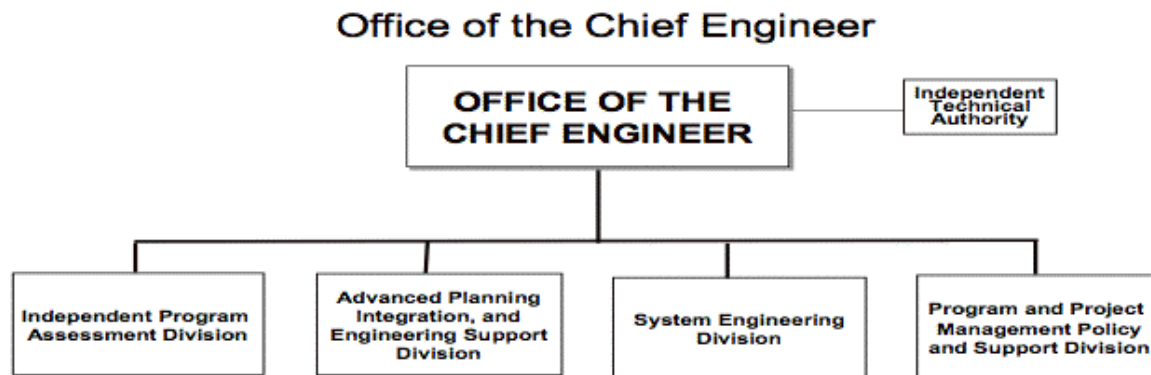 Office of the Chief Engineer
OFFICE OF THE
CHIEF ENGINEER
Independent
Technical
Authority
Independent Program
Assessment Division
Advanced Planning
Integration, and
Engineering Support
Division
System Engineering
Division
Program and Project
Management Policy
and Support Division